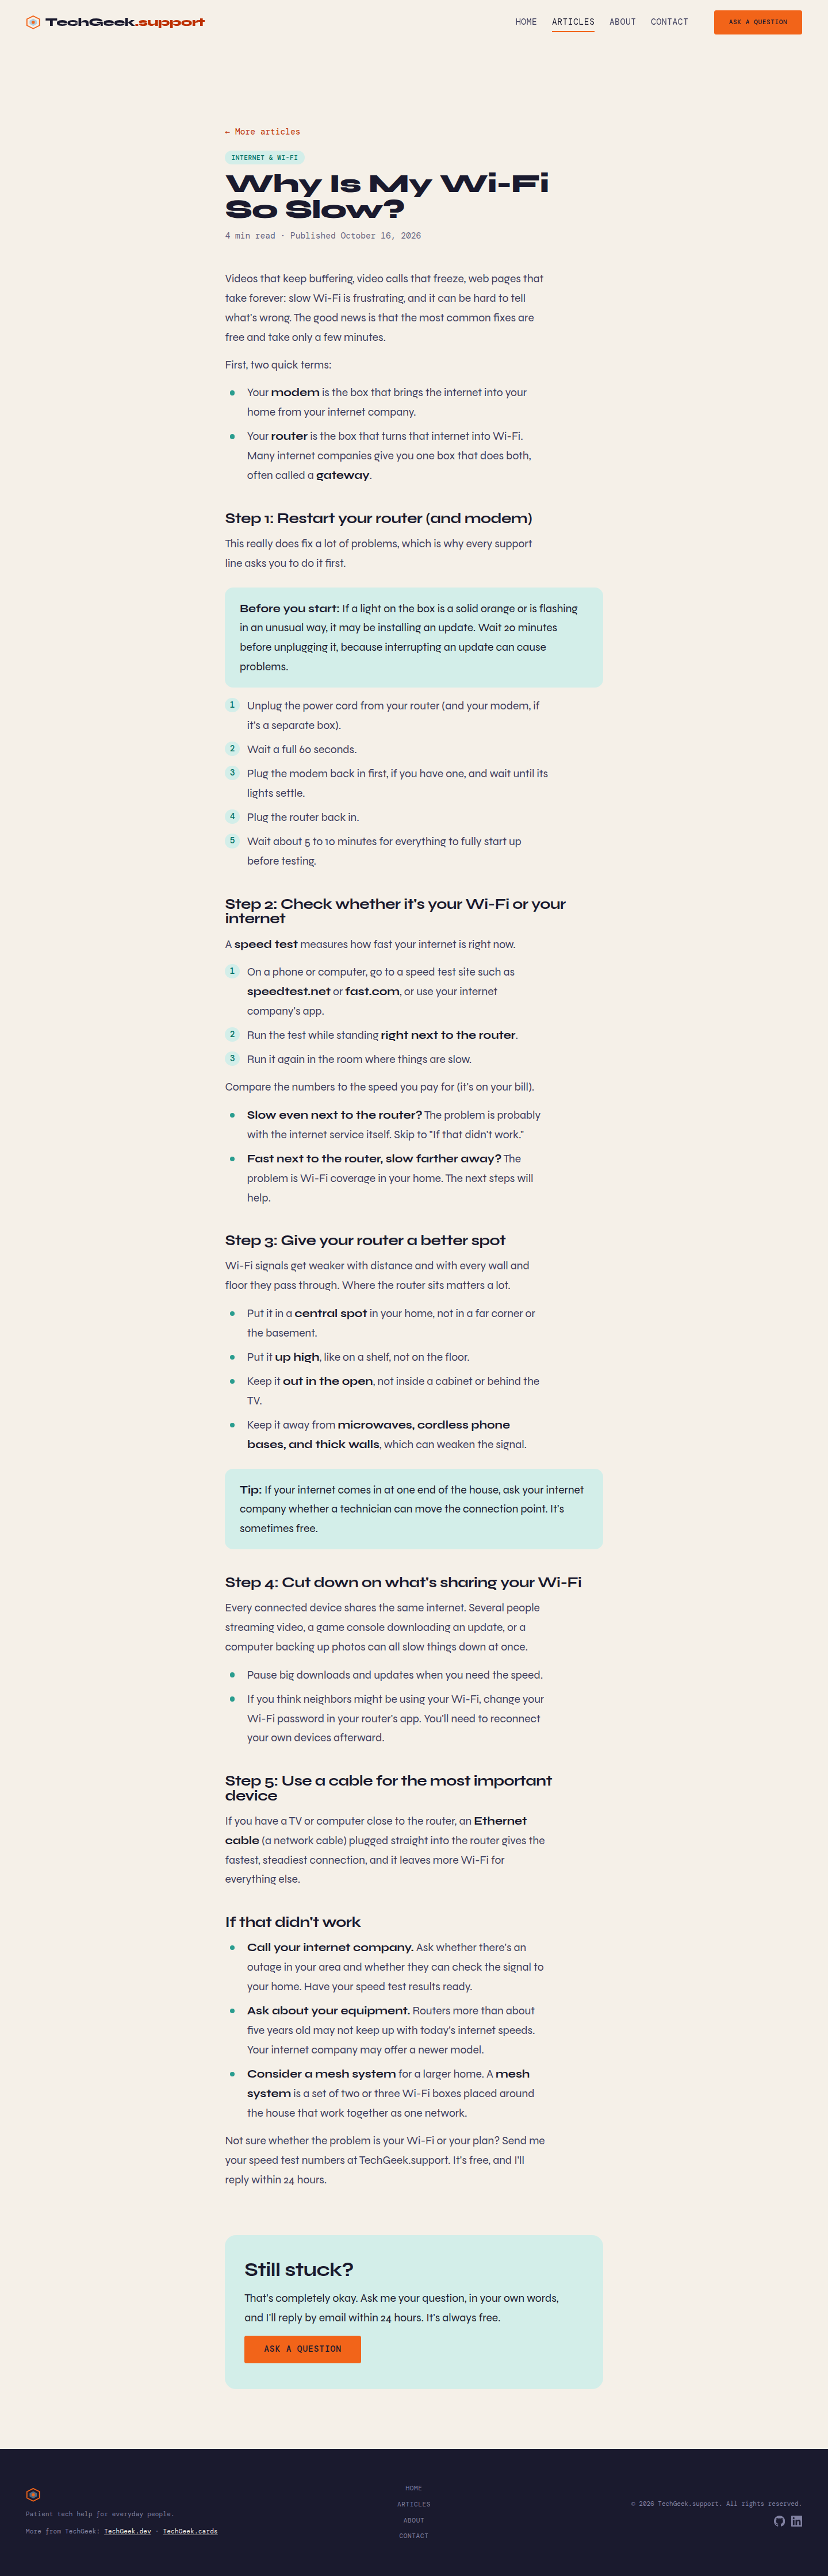 TechGeek.support
HOME ARTICLES ABOUT CONTACT ASK A QUESTION
← More articles
INTERNET & WI-FI
Why Is My Wi-Fi
So Slow?
4 min read · Published October 16, 2026
Videos that keep buffering, video calls that freeze, web pages that
take forever: slow Wi-Fi is frustrating, and it can be hard to tell
what's wrong. The good news is that the most common fixes are
free and take only a few minutes.
First, two quick terms:
Your modem is the box that brings the internet into your
home from your internet company.
Your router is the box that turns that internet into Wi-Fi.
Many internet companies give you one box that does both,
often called a gateway.
Step 1: Restart your router (and modem)
This really does fix a lot of problems, which is why every support
line asks you to do it first.
Before you start: If a light on the box is a solid orange or is flashing
in an unusual way, it may be installing an update. Wait 20 minutes
before unplugging it, because interrupting an update can cause
problems.
1 Unplug the power cord from your router (and your modem, if
it's a separate box).
2 Wait a full 60 seconds.
3 Plug the modem back in first, if you have one, and wait until its
lights settle.
4 Plug the router back in.
5 Wait about 5 to 10 minutes for everything to fully start up
before testing.
Step 2: Check whether it's your Wi-Fi or your
internet
A speed test measures how fast your internet is right now.
1 On a phone or computer, go to a speed test site such as
speedtest.net or fast.com, or use your internet
company's app.
2 Run the test while standing right next to the router.
3 Run it again in the room where things are slow.
Compare the numbers to the speed you pay for (it's on your bill).
Slow even next to the router? The problem is probably
with the internet service itself. Skip to "If that didn't work."
Fast next to the router, slow farther away? The
problem is Wi-Fi coverage in your home. The next steps will
help.
Step 3: Give your router a better spot
Wi-Fi signals get weaker with distance and with every wall and
floor they pass through. Where the router sits matters a lot.
Put it in a central spot in your home, not in a far corner or
the basement.
Put it up high, like on a shelf, not on the floor.
Keep it out in the open, not inside a cabinet or behind the
TV.
Keep it away from microwaves, cordless phone
bases, and thick walls, which can weaken the signal.
Tip: If your internet comes in at one end of the house, ask your internet
company whether a technician can move the connection point. It's
sometimes free.
Step 4: Cut down on what's sharing your Wi-Fi
Every connected device shares the same internet. Several people
streaming video, a game console downloading an update, or a
computer backing up photos can all slow things down at once.
Pause big downloads and updates when you need the speed.
If you think neighbors might be using your Wi-Fi, change your
Wi-Fi password in your router's app. You'll need to reconnect
your own devices afterward.
Step 5: Use a cable for the most important
device
If you have a TV or computer close to the router, an Ethernet
cable (a network cable) plugged straight into the router gives the
fastest, steadiest connection, and it leaves more Wi-Fi for
everything else.
If that didn't work
Call your internet company. Ask whether there's an
outage in your area and whether they can check the signal to
your home. Have your speed test results ready.
Ask about your equipment. Routers more than about
five years old may not keep up with today's internet speeds.
Your internet company may offer a newer model.
Consider a mesh system for a larger home. A mesh
system is a set of two or three Wi-Fi boxes placed around
the house that work together as one network.
Not sure whether the problem is your Wi-Fi or your plan? Send me
your speed test numbers at TechGeek.support. It's free, and I'll
reply within 24 hours.
Still stuck?
That's completely okay. Ask me your question, in your own words,
and I'll reply by email within 24 hours. It's always free.
ASK A QUESTION
Patient tech help for everyday people.
More from TechGeek: TechGeek.dev · TechGeek.cards
HOME
ARTICLES
ABOUT
CONTACT
© 2026 TechGeek.support. All rights reserved.